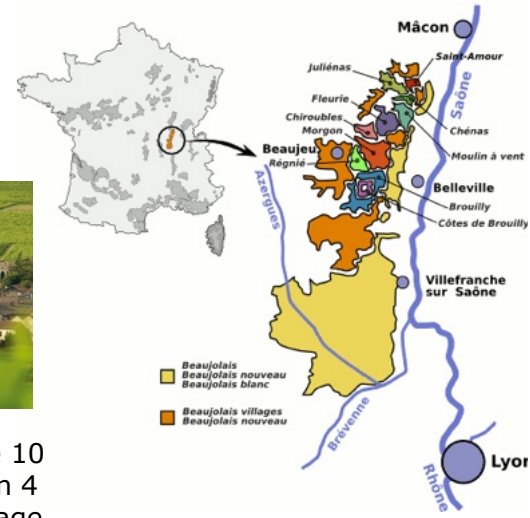 Mâcon
Saint-Amour
Juliénas
Saône
Fleurie
Chiroubles
Chénas
Morgon
Moulin à vent
Beaujeu
Régnié
Belleville
Azergues
Brouilly
Côtes de Brouilly
Villefranche
sur Saône
Beaujolais
Beaujolais nouveau
Beaujolais blanc
Beaujolais villages
Beaujolais nouveau
Brévenne
Lyon
Rhône
10
n 4
age